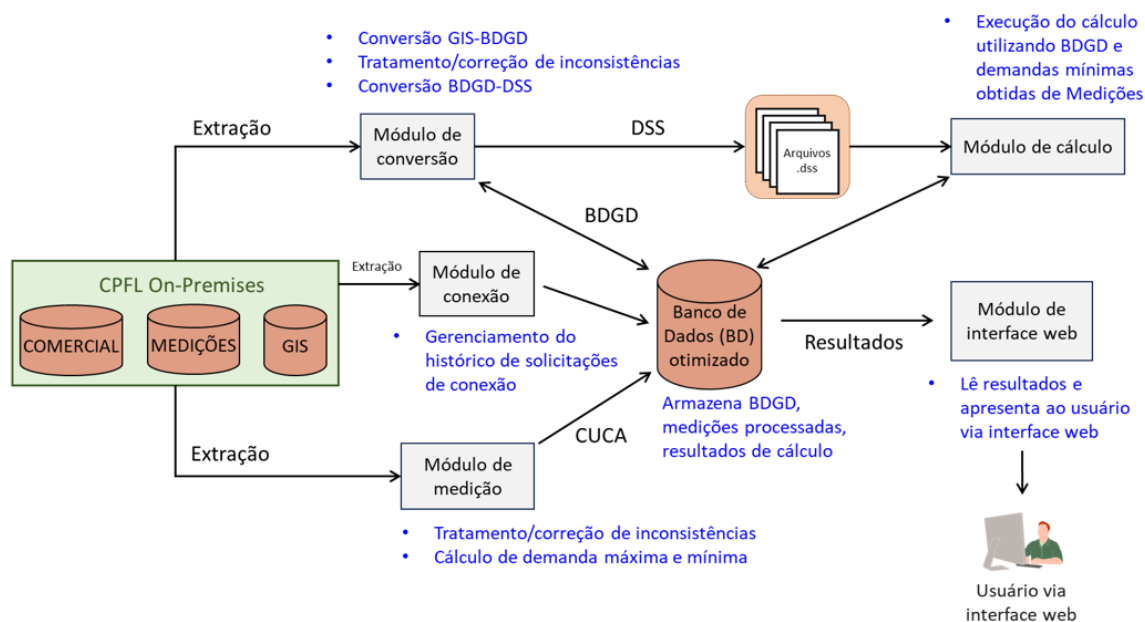 • Conversão GIS-BDGD
• Tratamento/correção de inconsistências
• Conversão BDGD-DSS
• Execução do cálculo
utilizando BDGD e
demandas mínimas
obtidas de Medições
Extração
Módulo de
conversão
DSS
Arquivos
.dss
Módulo de cálculo
BDGD
CPFL On-Premises
COMERCIAL
MEDIÇÕES
GIS
Extração
Módulo de
conexão
• Gerenciamento do
histórico de solicitações
de conexão
Banco de
Dados (BD)
otimizado
Armazena BDGD,
medições processadas,
resultados de cálculo
Resultados
Módulo de
interface web
• Lê resultados e
apresenta ao usuário
via interface web
Extração
Módulo de
medição
CUCA
• Tratamento/correção de inconsistências
• Cálculo de demanda máxima e mínima
Usuário via
interface web